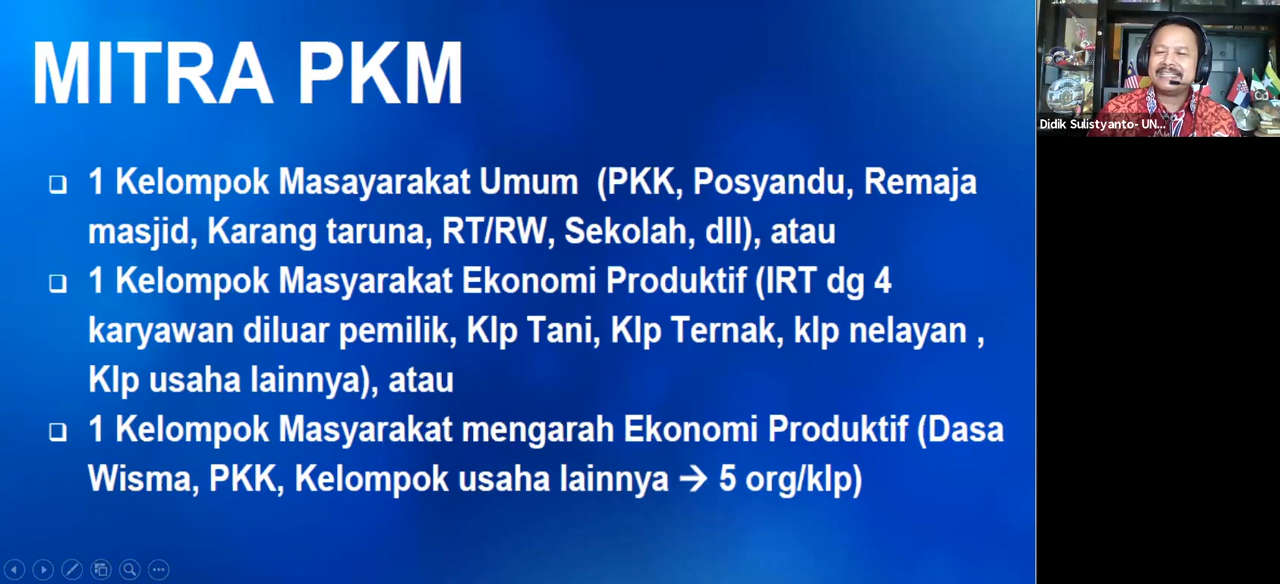 MITRA PKM
1 Kelompok Masayarakat Umum (PKK, Posyandu, Remaja
masjid, Karang taruna, RT/RW, Sekolah, dll), atau
1 Kelompok Masyarakat Ekonomi Produktif (IRT dg 4
karyawan diluar pemilik, Klp Tani, Klp Ternak, klp nelayan ,
Klp usaha lainnya), atau
1 Kelompok Masyarakat mengarah Ekonomi Produktif (Dasa
Wisma, PKK, Kelompok usaha lainnya → 5 org/klp)
Didik Sulistyanto- UN...